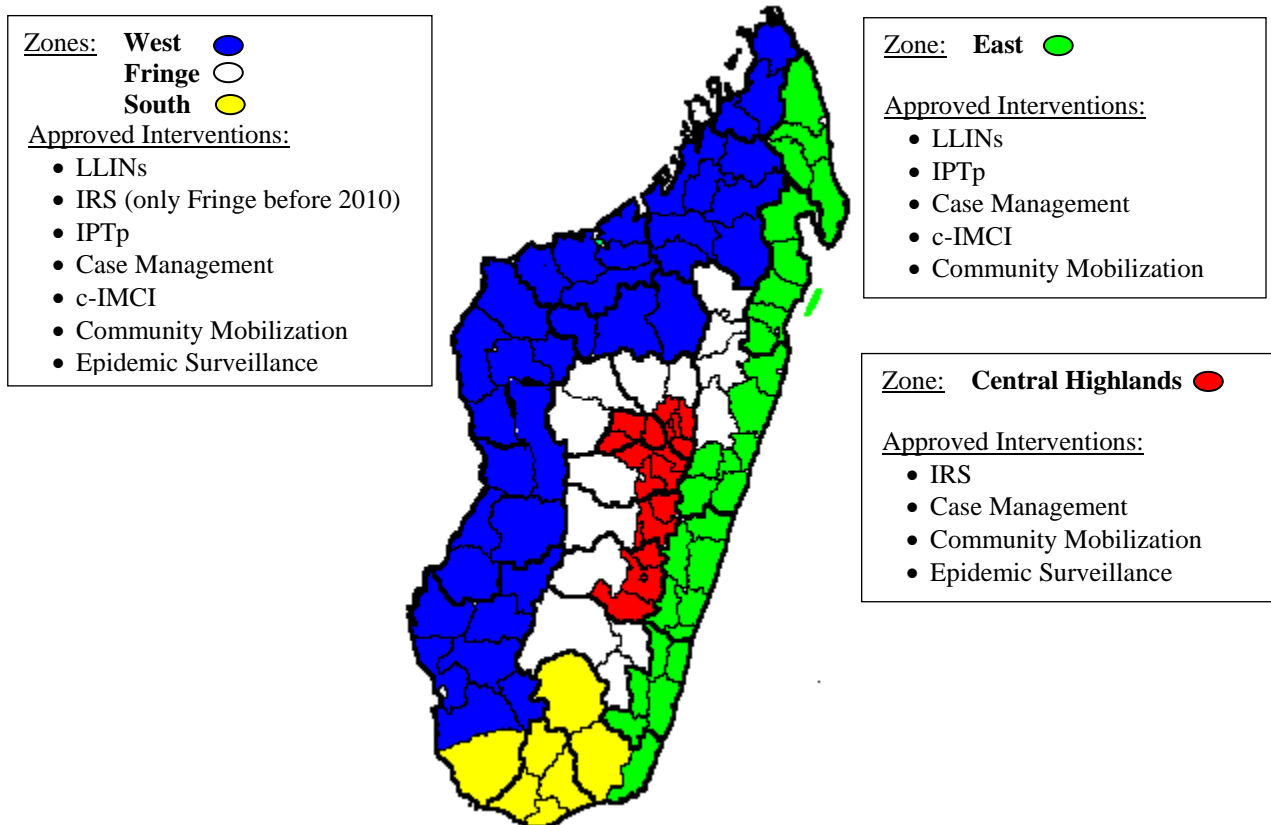 Zones: West
Fringe
South
Approved Interventions:
• LLINs
• IRS (only Fringe before 2010)
• IPTp
• Case Management
• c-IMCI
• Community Mobilization
• Epidemic Surveillance
Zone: East
Approved Interventions:
• LLINs
• IPTp
• Case Management
• c-IMCI
• Community Mobilization
Zone: Central Highlands
Approved Interventions:
• IRS
• Case Management
• Community Mobilization
• Epidemic Surveillance